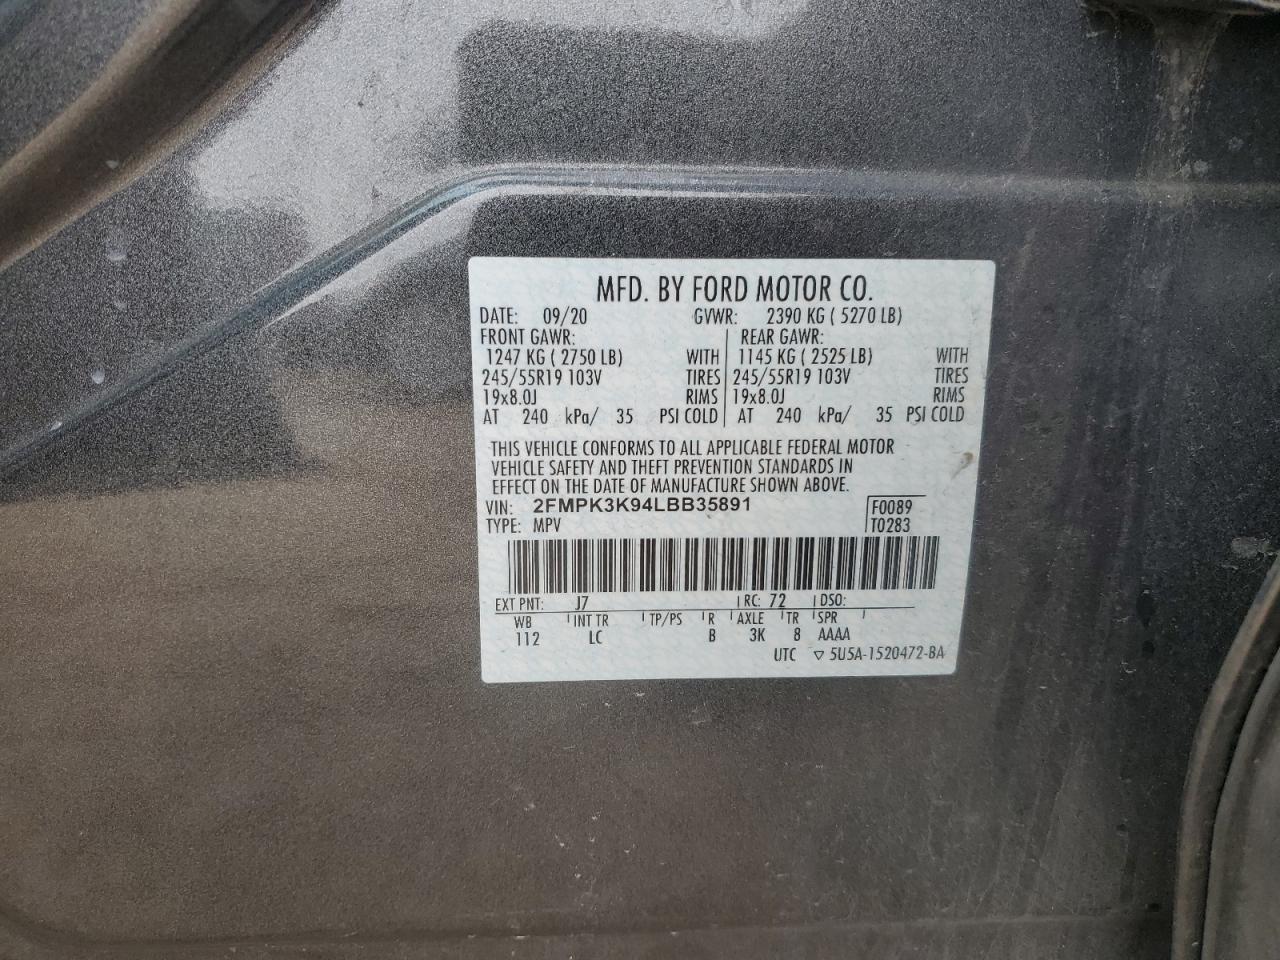 MFD. BY FORD MOTOR CO.
DATE: 09/20 GVWR: 2390 KG ( 5270 LB)
FRONT GAWR: REAR GAWR:
1247 KG ( 2750 LB) WITH 1145 KG ( 2525 LB) WITH
245/55R19 103V TIRES 245/55R19 103V TIRES
19x8.0J RIMS 19x8.0J RIMS
AT 240 kPa/ 35 PSI COLD AT 240 kPa/ 35 PSI COLD
THIS VEHICLE CONFORMS TO ALL APPLICABLE FEDERAL MOTOR
VEHICLE SAFETY AND THEFT PREVENTION STANDARDS IN
EFFECT ON THE DATE OF MANUFACTURE SHOWN ABOVE.
VIN: 2FMPK3K94LBB35891 F0089
TYPE: MPV T0283
EXT PNT: J7 RC: 72 DSO:
WB INT TR TP/PS R AXLE TR SPR
112 LC B 3K 8 AAAA
UTC ▽ 5U5A-1520472-BA